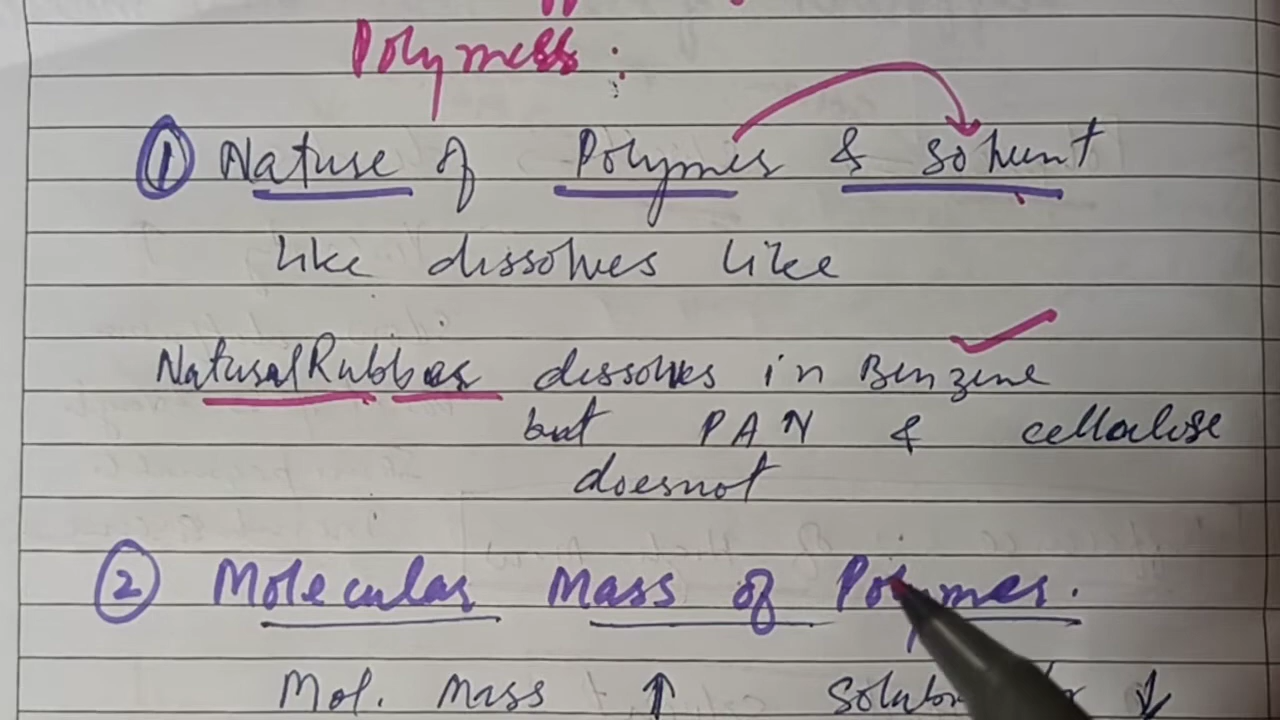 Polymers :
① Nature of Polymer & solvent
like dissolves like
Natural Rubber dissolves in Benzene
but PAN & cellulose
doesnot
② Molecular Mass of Polymer.
Mol. Mass ↑ ↓